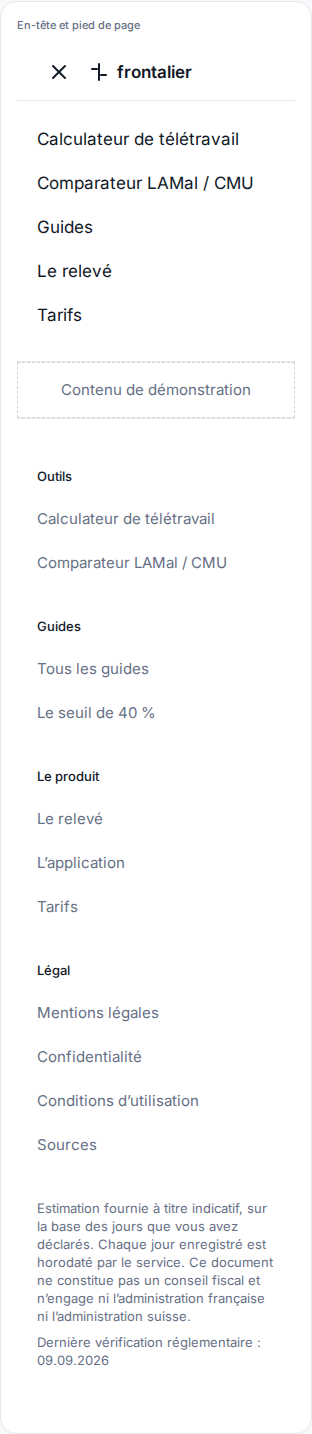 En-tête et pied de page
frontalier
Calculateur de télétravail
Comparateur LAMal / CMU
Guides
Le relevé
Tarifs
Contenu de démonstration
Outils
Calculateur de télétravail
Comparateur LAMal / CMU
Guides
Tous les guides
Le seuil de 40 %
Le produit
Le relevé
L’application
Tarifs
Légal
Mentions légales
Confidentialité
Conditions d’utilisation
Sources
Estimation fournie à titre indicatif, sur
la base des jours que vous avez
déclarés. Chaque jour enregistré est
horodaté par le service. Ce document
ne constitue pas un conseil fiscal et
n’engage ni l’administration française
ni l’administration suisse.
Dernière vérification réglementaire :
09.09.2026